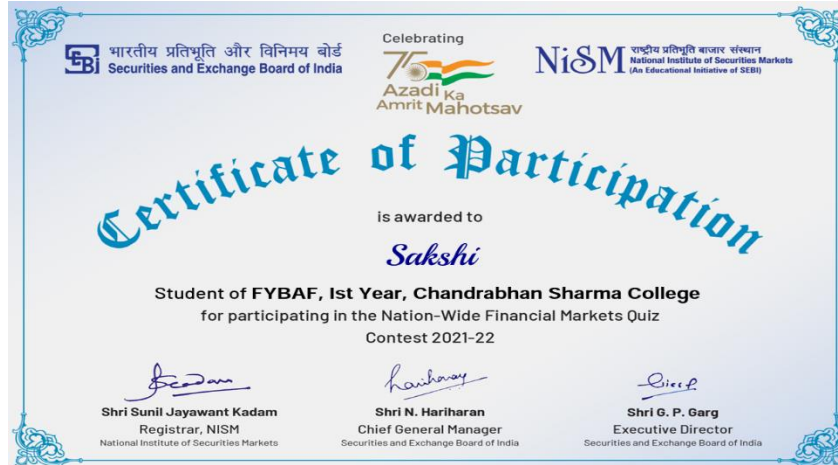 भारतीय प्रतिभूति और विनिमय बोर्ड
SEBI Securities and Exchange Board of India
Celebrating
75
Azadi Ka
Amrit Mahotsav
NiSM राष्ट्रीय प्रतिभूति बाजार संस्थान
National Institute of Securities Markets
(An Educational Initiative of SEBI)
Certificate of Participation
is awarded to
Sakshi
Student of FYBAF, Ist Year, Chandrabhan Sharma College
for participating in the Nation-Wide Financial Markets Quiz
Contest 2021-22
Shri Sunil Jayawant Kadam
Registrar, NISM
National Institute of Securities Markets
Shri N. Hariharan
Chief General Manager
Securities and Exchange Board of India
Shri G. P. Garg
Executive Director
Securities and Exchange Board of India